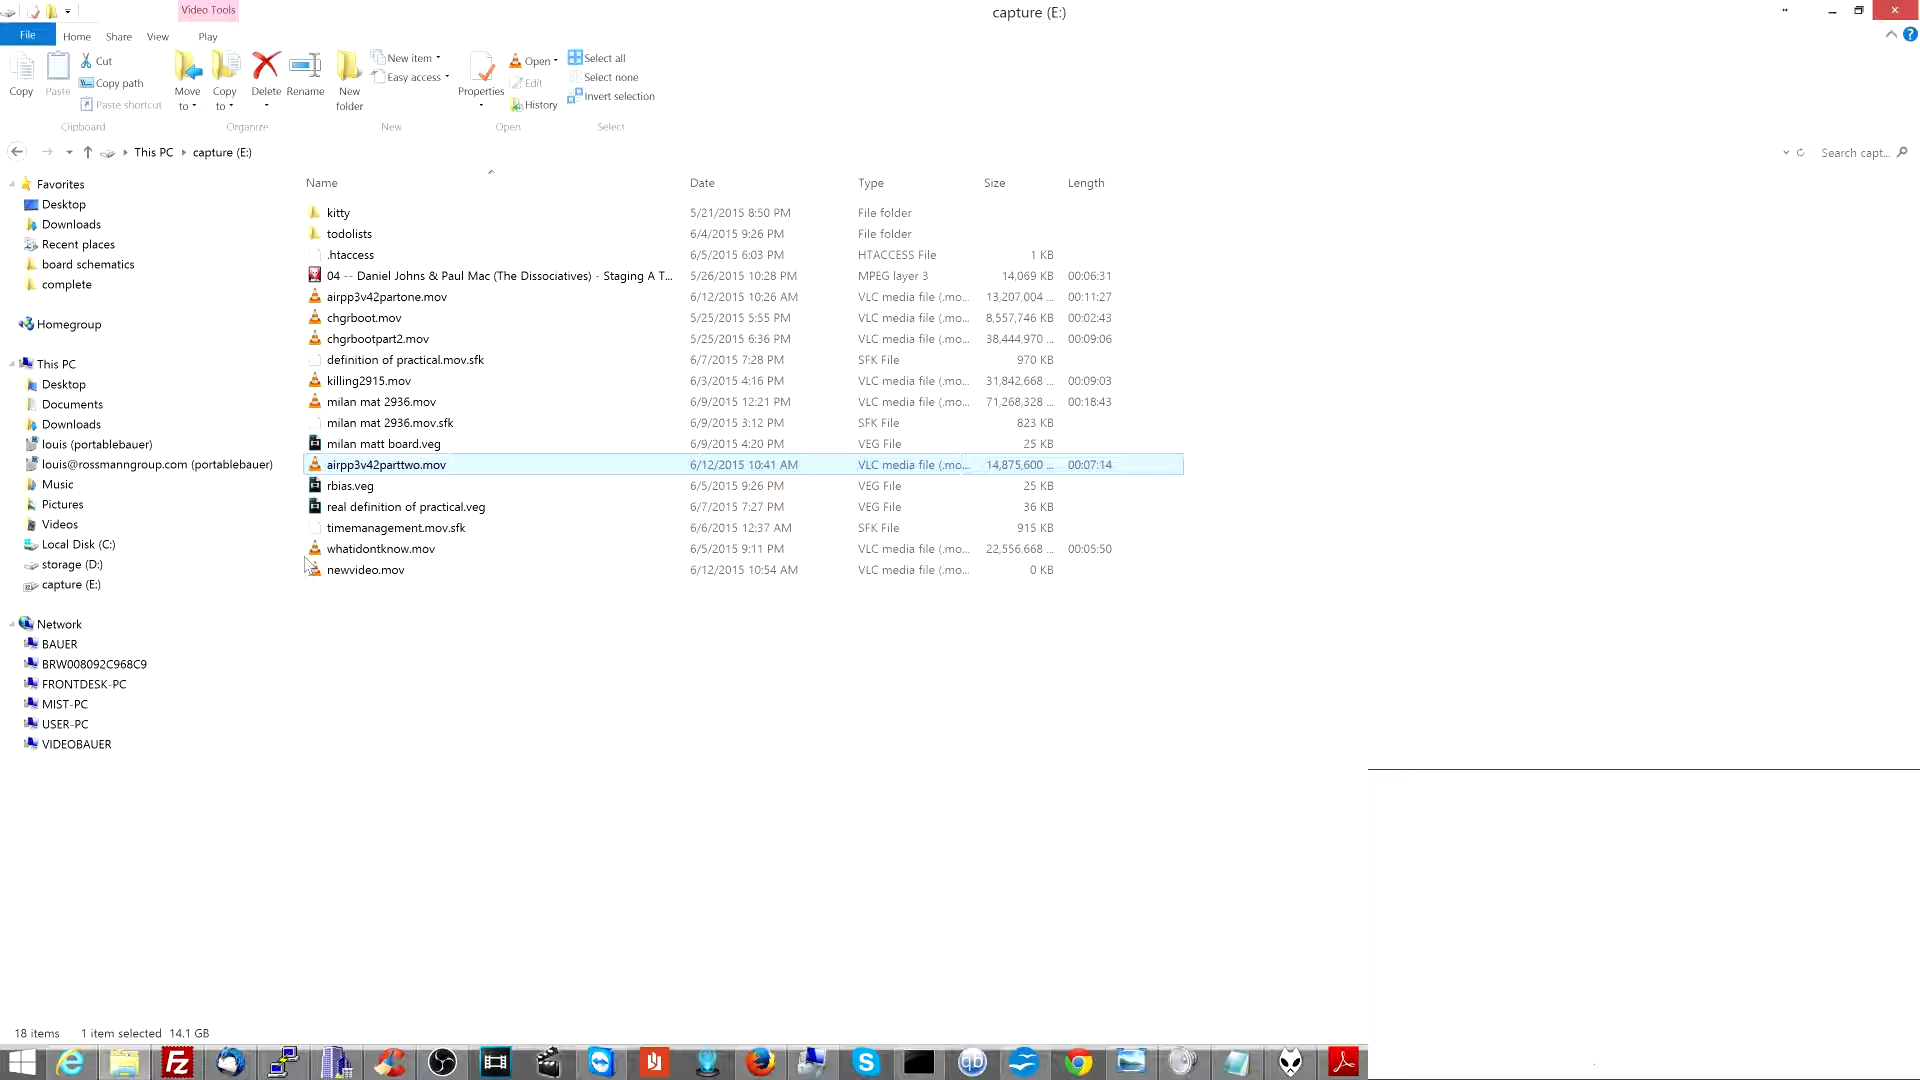 Video Tools
capture (E:)
File Home Share View Play
Copy
Paste
Cut
Copy path
Paste shortcut
Clipboard
Move to
Copy to
Delete
Rename
Organize
New folder
New item
Easy access
New
Properties
Open
Edit
History
Open
Select all
Select none
Invert selection
Select
This PC capture (E:)
Search capt...
Favorites
Desktop
Downloads
Recent places
board schematics
complete
Homegroup
This PC
Desktop
Documents
Downloads
louis (portablebauer)
louis@rossmanngroup.com (portablebauer)
Music
Pictures
Videos
Local Disk (C:)
storage (D:)
capture (E:)
Network
BAUER
BRW008092C968C9
FRONTDESK-PC
MIST-PC
USER-PC
VIDEOBAUER
Name Date Type Size Length
kitty 5/21/2015 8:50 PM File folder
todolists 6/4/2015 9:26 PM File folder
.htaccess 6/5/2015 6:03 PM HTACCESS File 1 KB
04 -- Daniel Johns & Paul Mac (The Dissociatives) - Staging A T... 5/26/2015 10:28 PM MPEG layer 3 14,069 KB 00:06:31
airpp3v42partone.mov 6/12/2015 10:26 AM VLC media file (.mo... 13,207,004 ... 00:11:27
chgrboot.mov 5/25/2015 5:55 PM VLC media file (.mo... 8,557,746 KB 00:02:43
chgrbootpart2.mov 5/25/2015 6:36 PM VLC media file (.mo... 38,444,970 ... 00:09:06
definition of practical.mov.sfk 6/7/2015 7:28 PM SFK File 970 KB
killing2915.mov 6/3/2015 4:16 PM VLC media file (.mo... 31,842,668 ... 00:09:03
milan mat 2936.mov 6/9/2015 12:21 PM VLC media file (.mo... 71,268,328 ... 00:18:43
milan mat 2936.mov.sfk 6/9/2015 3:12 PM SFK File 823 KB
milan matt board.veg 6/9/2015 4:20 PM VEG File 25 KB
airpp3v42parttwo.mov 6/12/2015 10:41 AM VLC media file (.mo... 14,875,600 ... 00:07:14
rbias.veg 6/5/2015 9:26 PM VEG File 25 KB
real definition of practical.veg 6/7/2015 7:27 PM VEG File 36 KB
timemanagement.mov.sfk 6/6/2015 12:37 AM SFK File 915 KB
whatidontknow.mov 6/5/2015 9:11 PM VLC media file (.mo... 22,556,668 ... 00:05:50
newvideo.mov 6/12/2015 10:54 AM VLC media file (.mo... 0 KB
18 items 1 item selected 14.1 GB